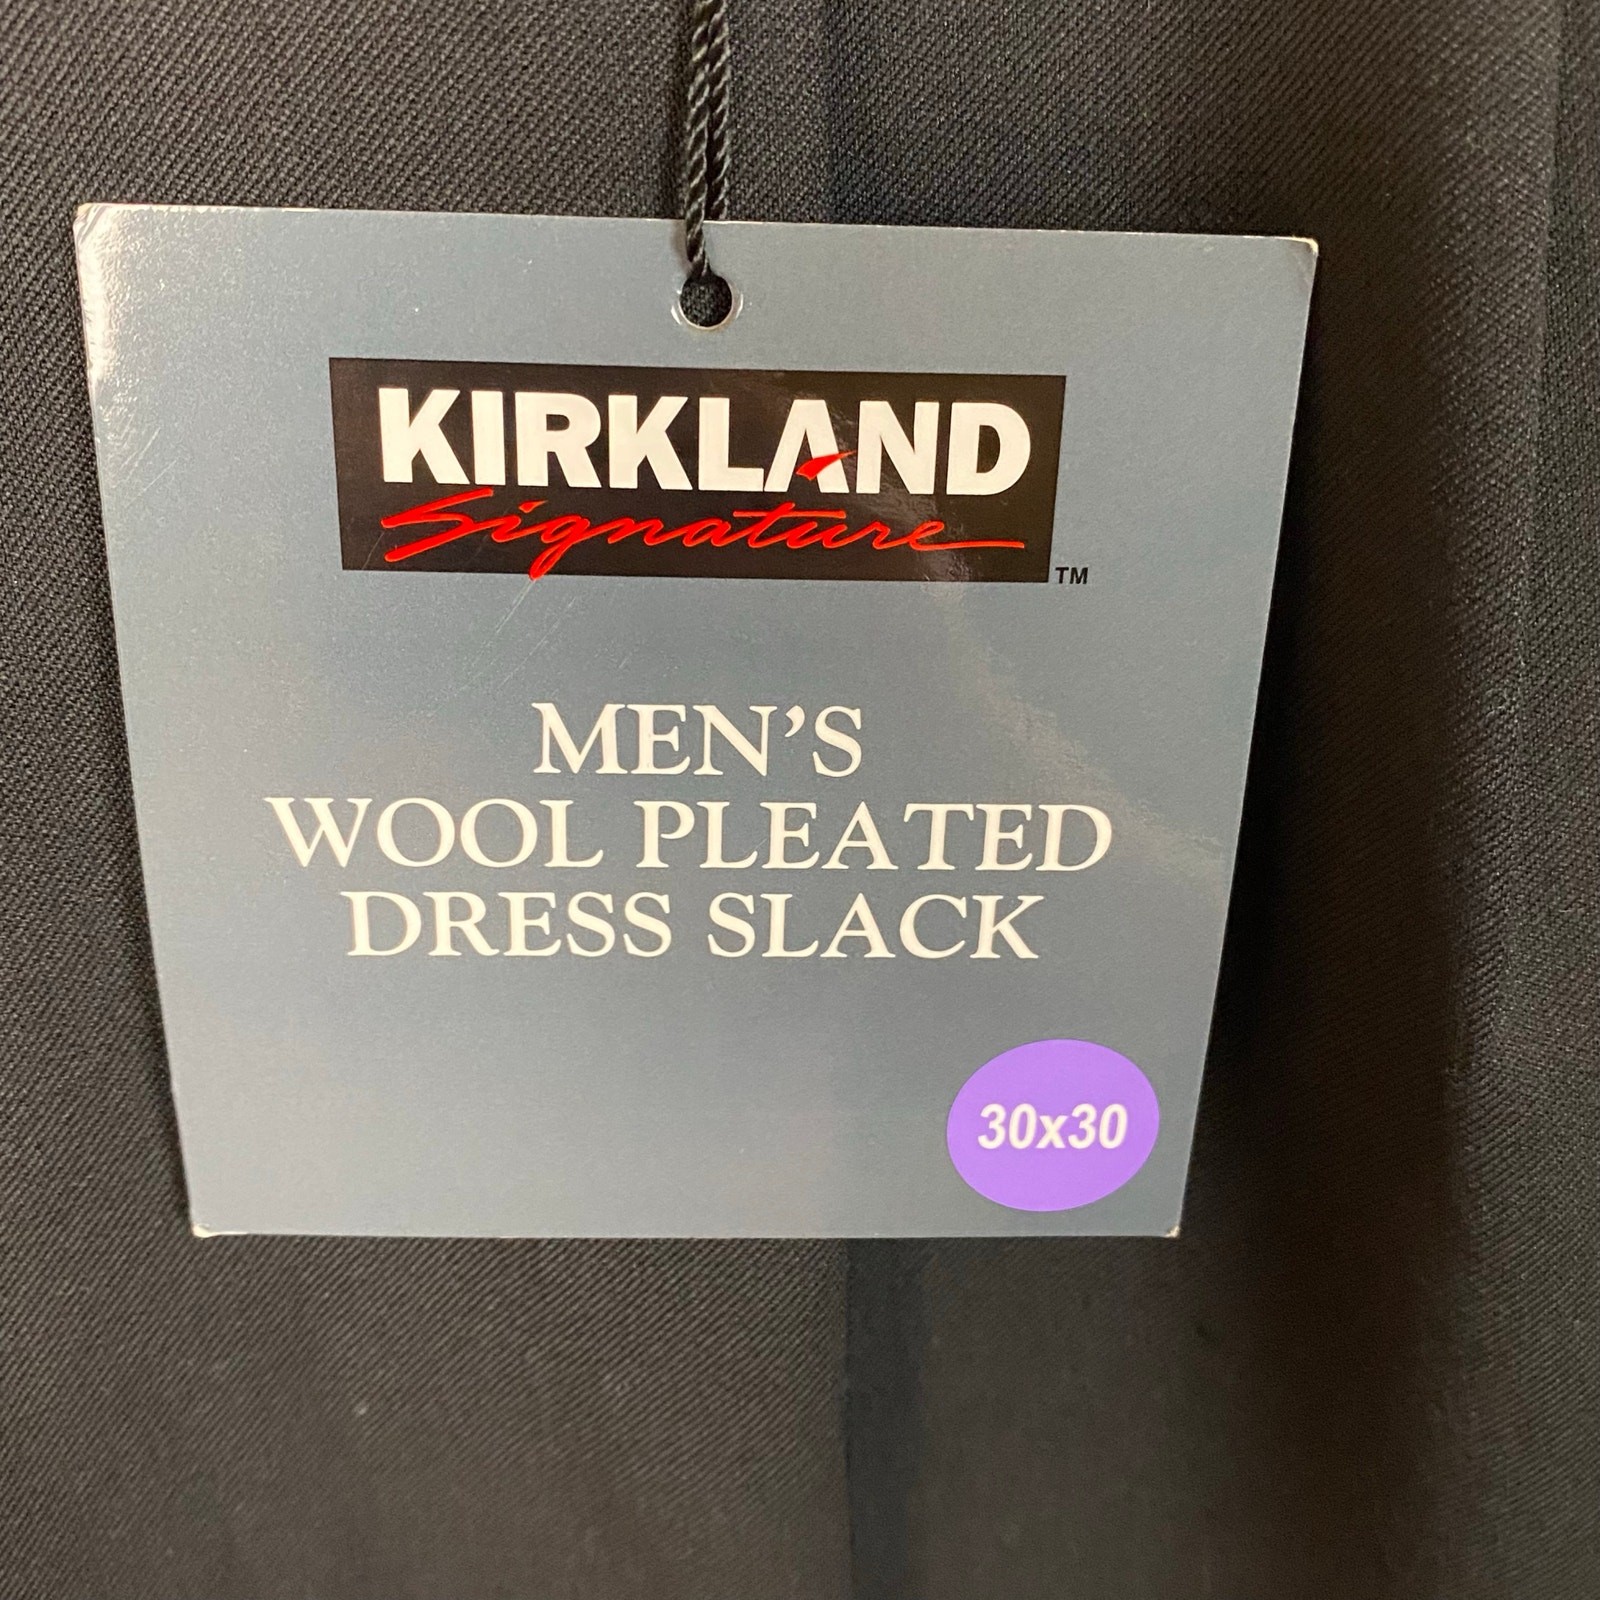 KIRKLAND
Signature
TM
MEN'S
WOOL PLEATED
DRESS SLACK
30x30